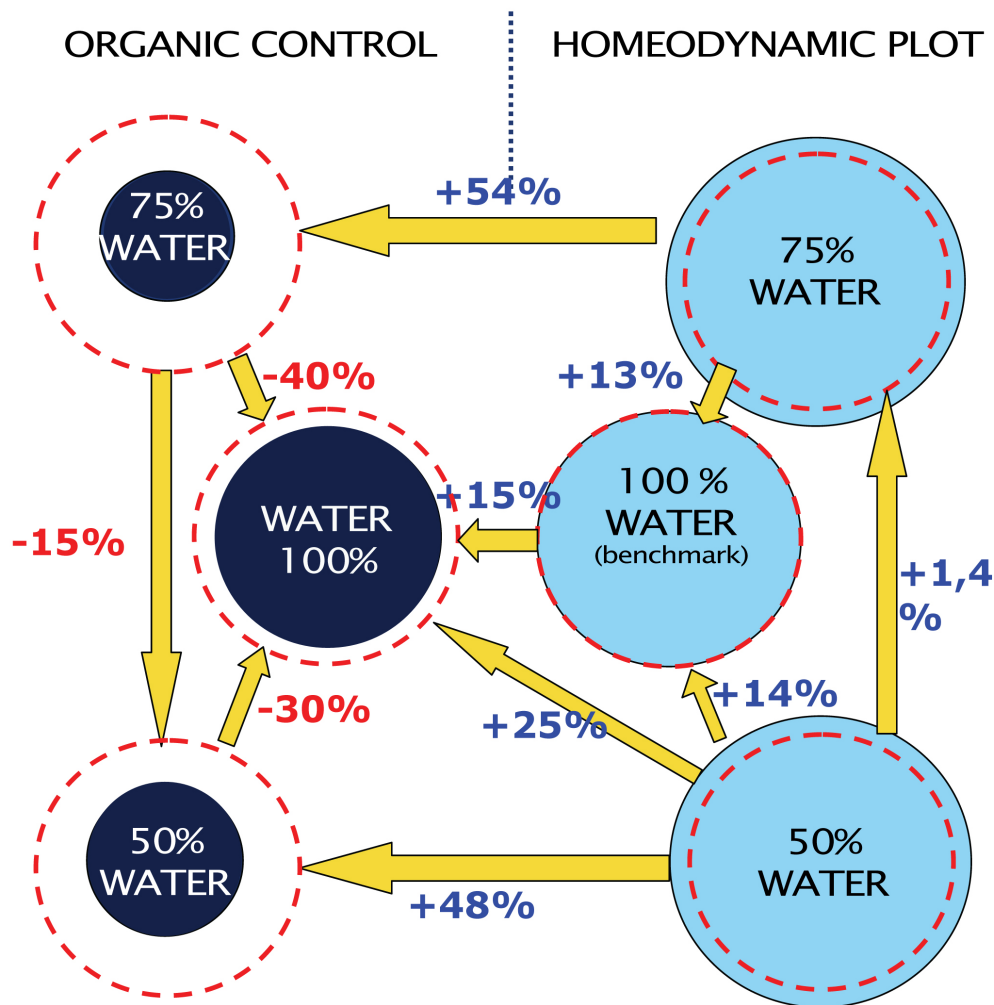 ORGANIC CONTROL
HOMEODYNAMIC PLOT
75%
WATER
+54%
75%
WATER
-40%
+13%
WATER
100%
+15%
100 %
WATER
(benchmark)
-15%
+1,4
%
-30%
+25%
+14%
50%
WATER
+48%
50%
WATER